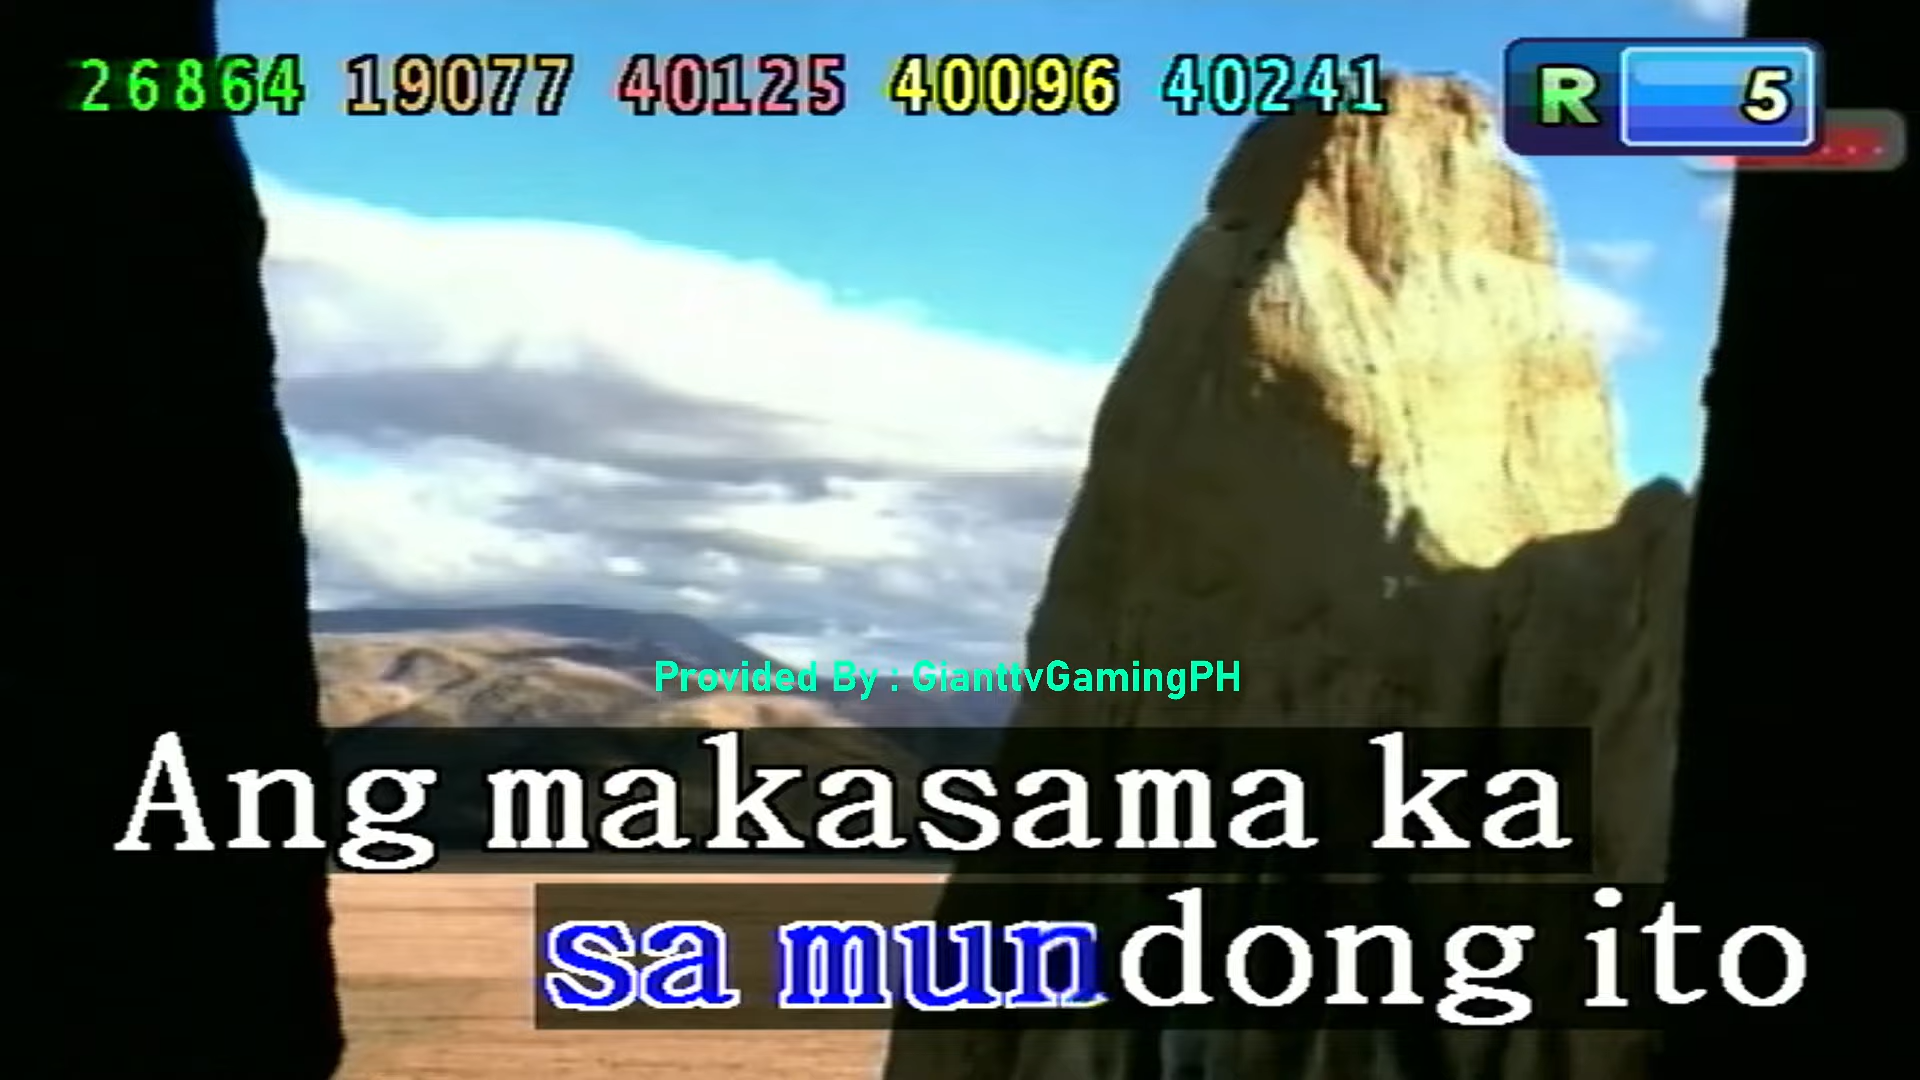 26864 19077 40125 40096 40241 R 5
Provided By : GianttvGamingPH
Ang makasama ka
sa mundong ito